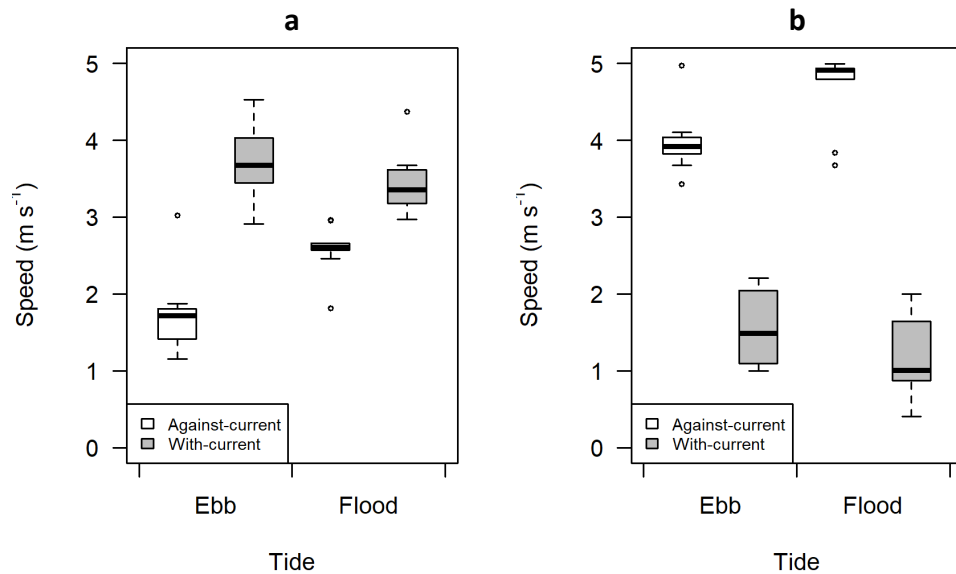 a
5
4
3
2
1
0
Speed (m s⁻¹)
Against-current
With-current
Ebb Flood
Tide
b
5
4
3
2
1
0
Speed (m s⁻¹)
Against-current
With-current
Ebb Flood
Tide